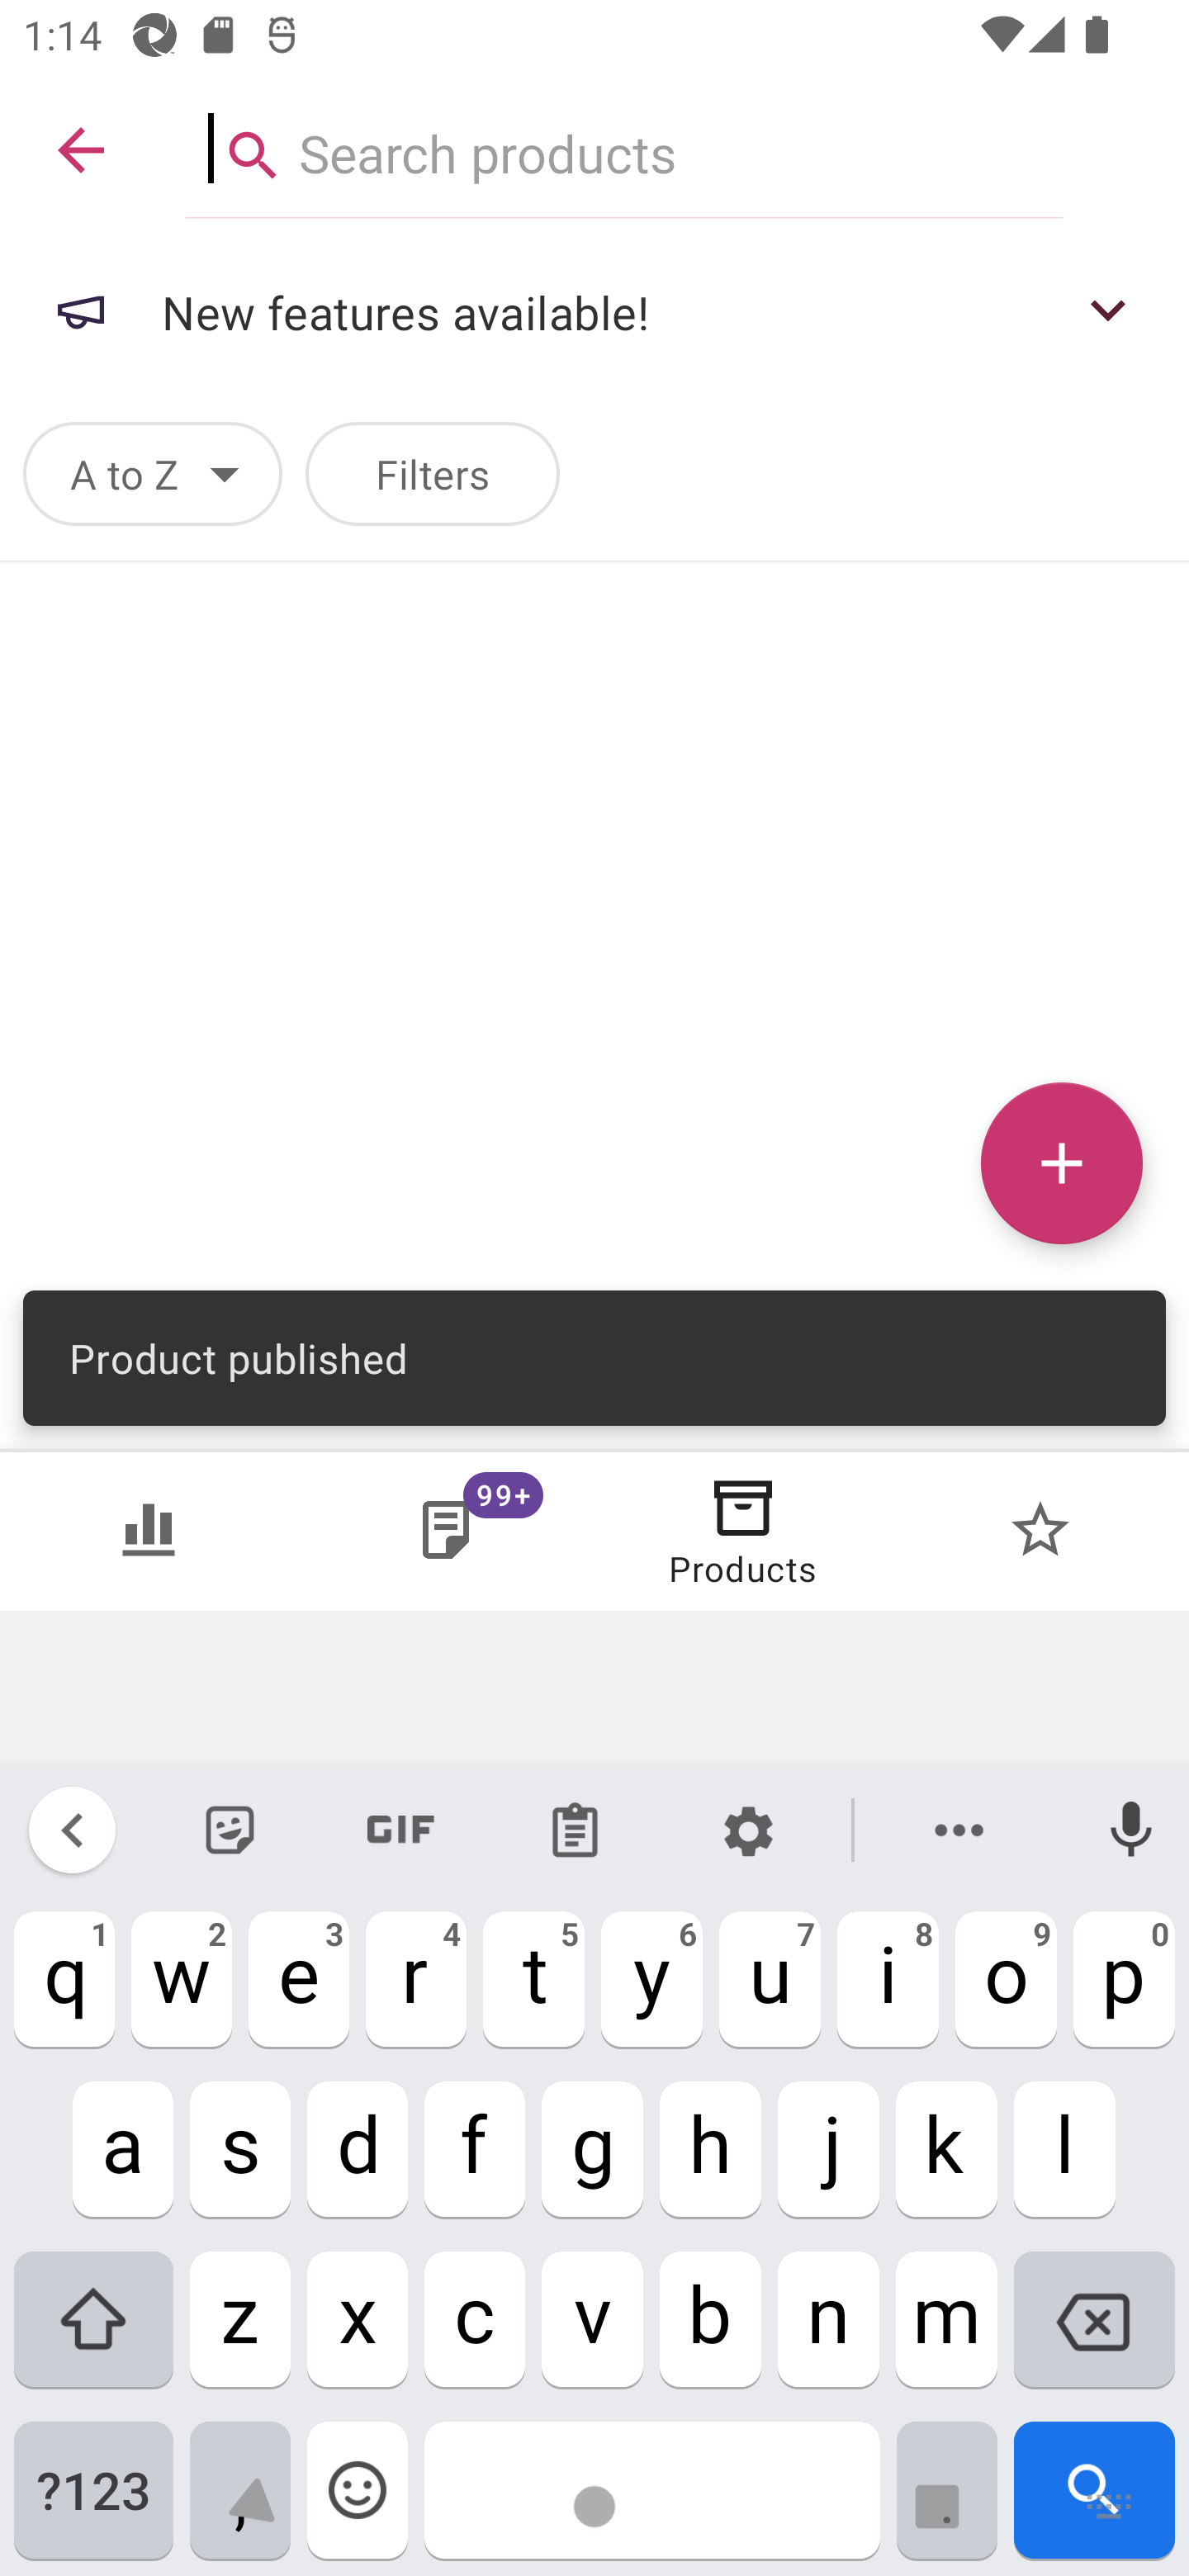 1:14
Search products
New features available!
A to Z
Filters
Product published
99+
Products
GIF
1 2 3 4 5 6 7 8 9 0
q w e r t y u i o p
a s d f g h j k l
z x c v b n m
?123 , .